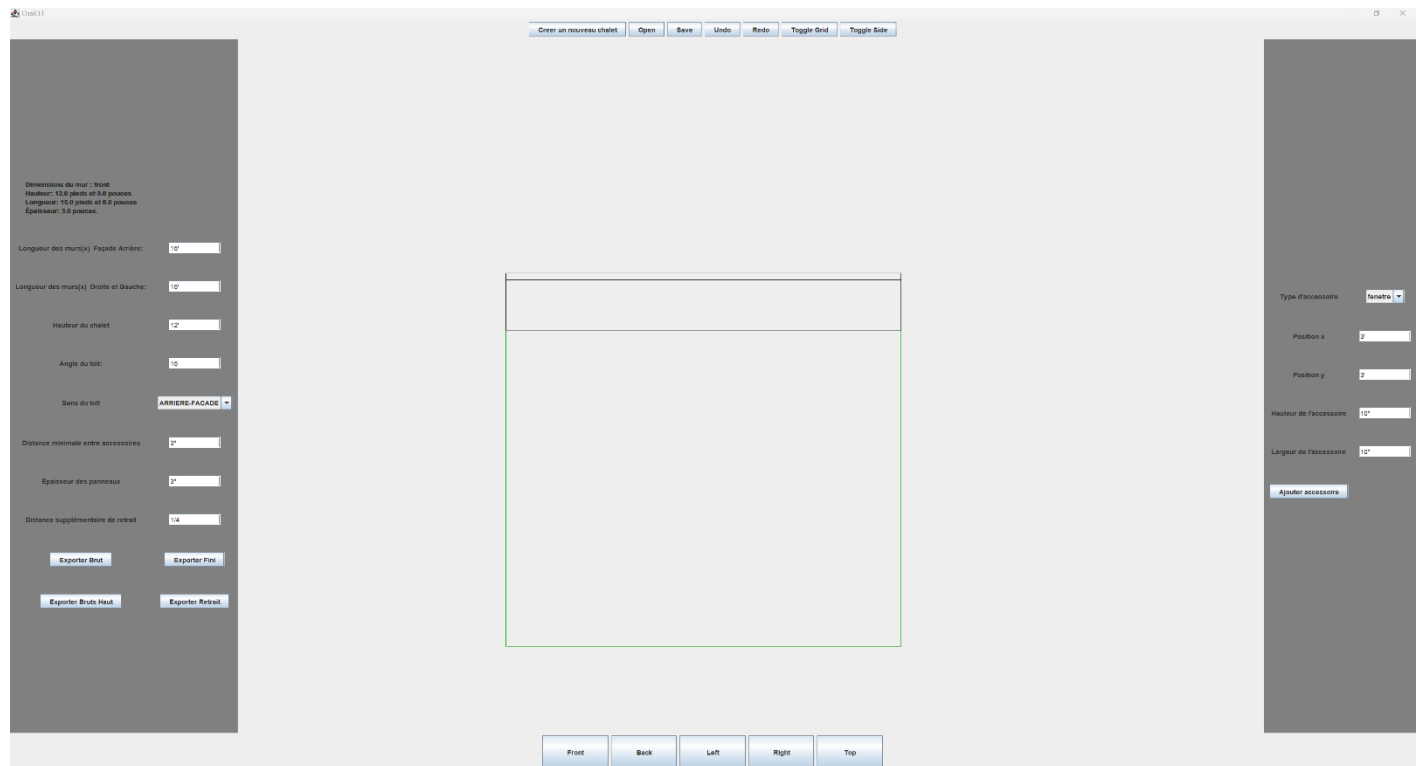 ChalCLT
Creer un nouveau chalet Open Save Undo Redo Toggle Grid Toggle Side
Dimensions du mur : front
Hauteur: 12.0 pieds et 0.0 pouces
Longueur: 15.0 pieds et 0.0 pouces
Épaisseur: 3.0 pouces.
Longueur des murs(x) Façade Arrière:
Longueur des murs(x) Droite et Gauche:
Hauteur du chalet 12'
Angle du toit: 15
Sens du toit ARRIERE-FACADE
Distance minimale entre accessoires 3"
Épaisseur des panneaux 3"
Distance supplémentaire de retrait 1/4
Exporter Brut Exporter Fini
Exporter Bruts Haut Exporter Retrait
Type d'accessoire fenetre
Position x 3'
Position y 3'
Hauteur de l'accessoire
Largeur de l'accessoire
Ajouter accessoire
Front Back Left Right Top